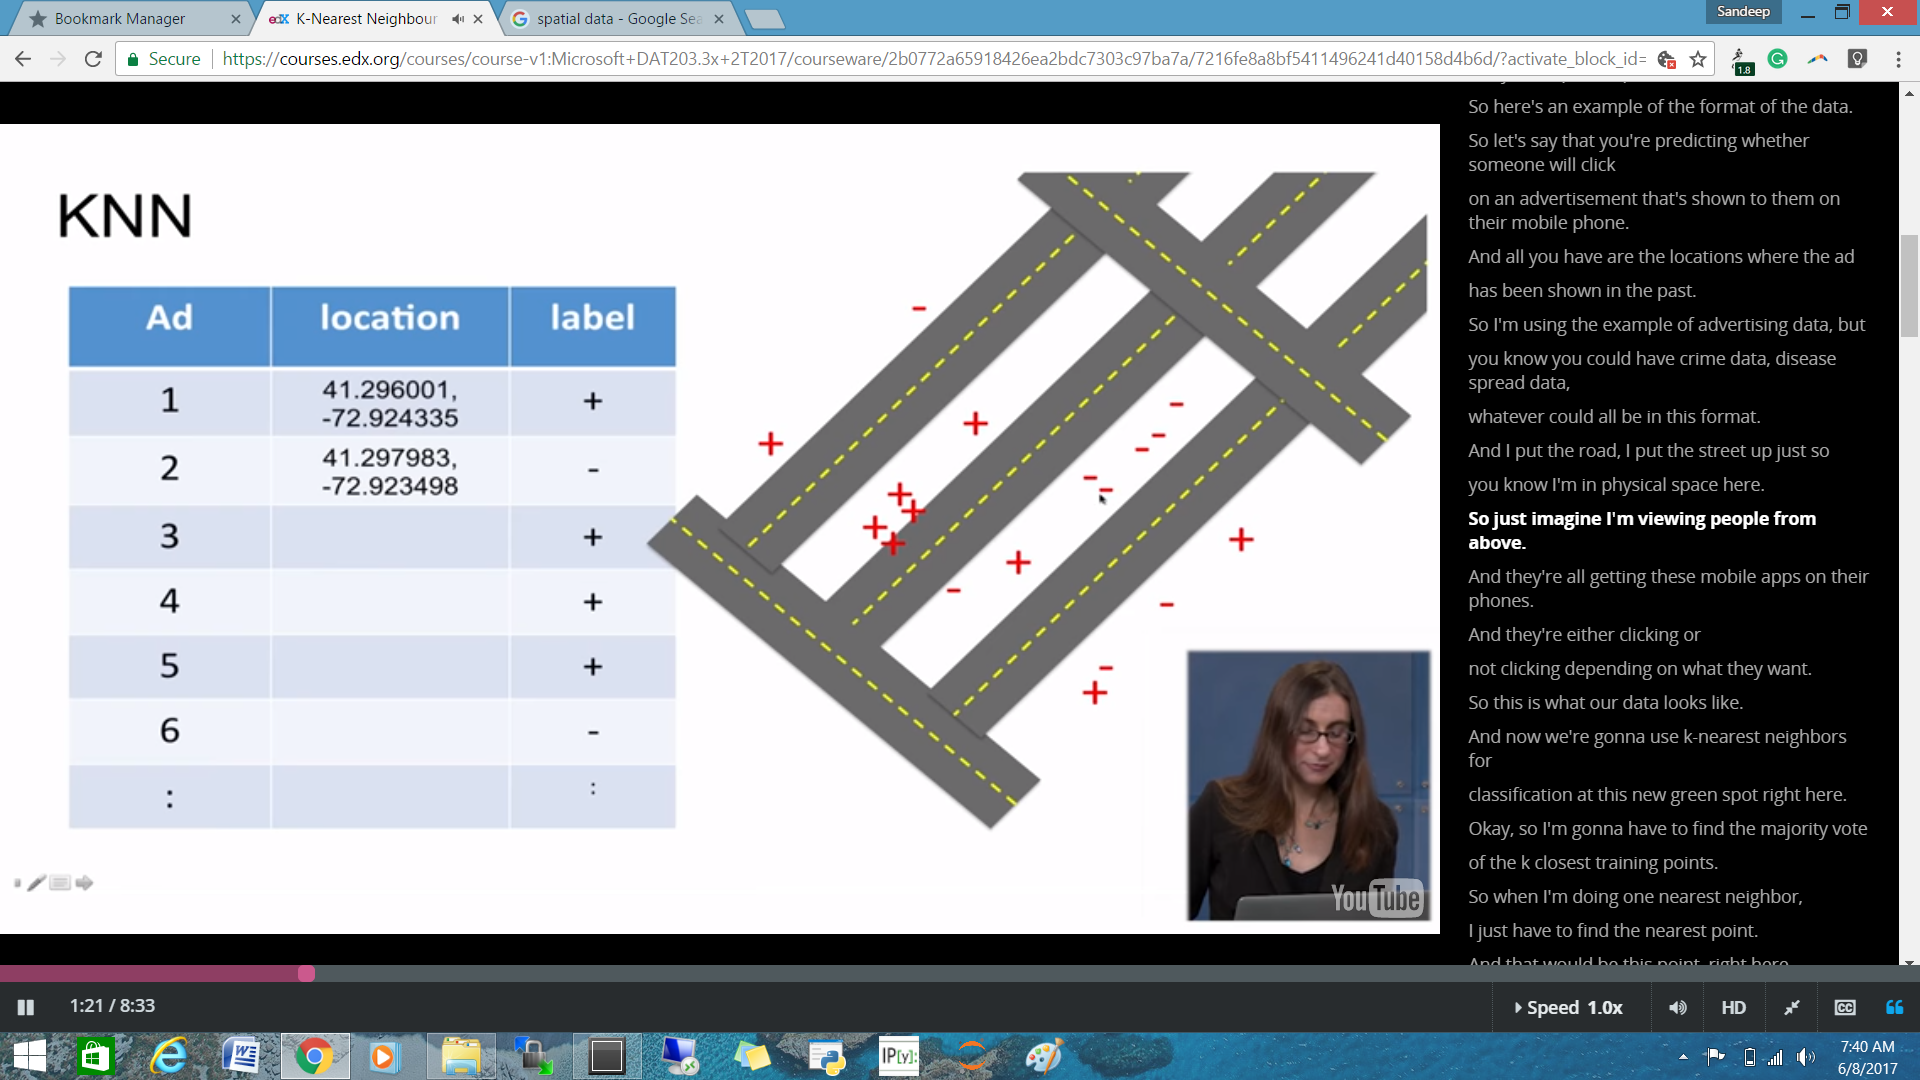 Bookmark Manager
K-Nearest Neighbour
spatial data - Google Sea
Sandeep
Secure
https://courses.edx.org/courses/course-v1:Microsoft+DAT203.3x+2T2017/courseware/2b0772a65918426ea2bdc7303c97ba7a/7216fe8a8bf5411496241d40158d4b6d/?activate_block_id=
1.8
KNN
Ad location label
1 41.296001, +
-72.924335
2 41.297983, -
-72.923498
3 +
4 +
5 +
6 -
: :
YouTube
So here's an example of the format of the data.
So let's say that you're predicting whether
someone will click
on an advertisement that's shown to them on
their mobile phone.
And all you have are the locations where the ad
has been shown in the past.
So I'm using the example of advertising data, but
you know you could have crime data, disease
spread data,
whatever could all be in this format.
And I put the road, I put the street up just so
you know I'm in physical space here.
So just imagine I'm viewing people from
above.
And they're all getting these mobile apps on their
phones.
And they're either clicking or
not clicking depending on what they want.
So this is what our data looks like.
And now we're gonna use k-nearest neighbors
for
classification at this new green spot right here.
Okay, so I'm gonna have to find the majority vote
of the k closest training points.
So when I'm doing one nearest neighbor,
I just have to find the nearest point.
And that would be this point, right here
1:21 / 8:33
Speed 1.0x
HD
CC
IP[y]:
7:40 AM
6/8/2017